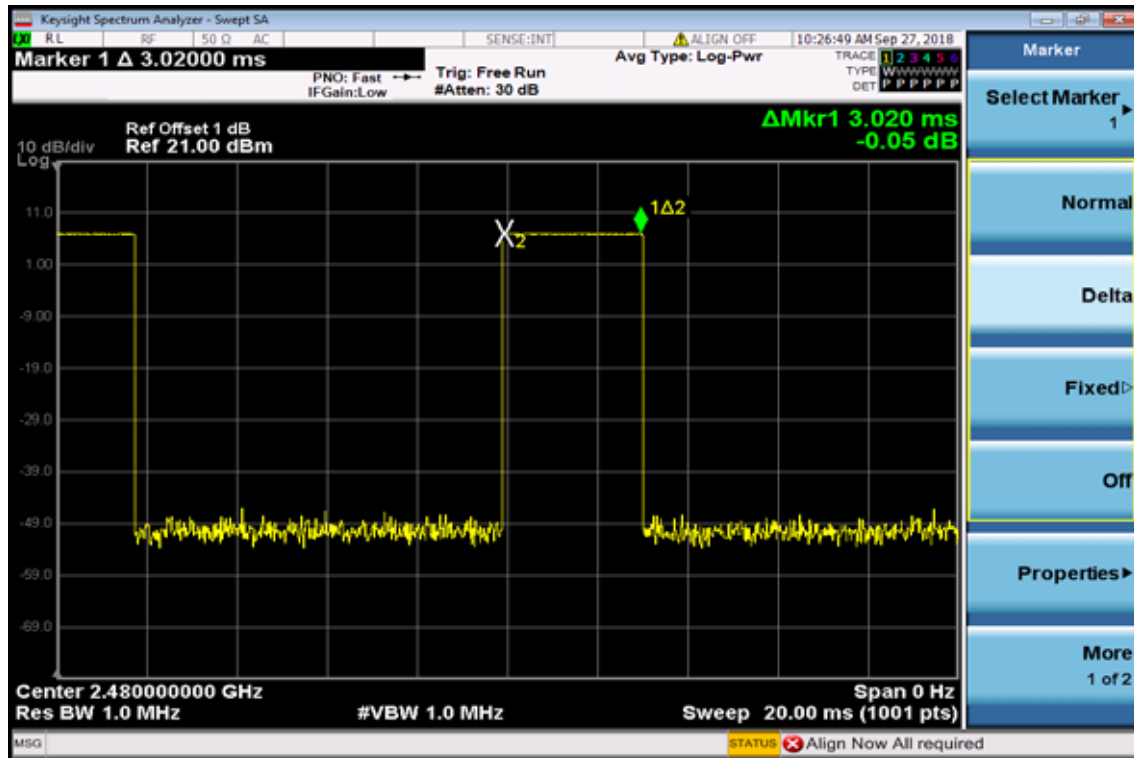 Keysight Spectrum Analyzer - Swept SA
RL RF 50 Ω AC SENSE:INT ALIGN OFF 10:26:49 AM Sep 27, 2018
Marker 1 Δ 3.02000 ms
PNO: Fast
IFGain:Low
Trig: Free Run
#Atten: 30 dB
Avg Type: Log-Pwr
TRACE 1 2 3 4 5 6
TYPE WWWWWWW
DET P P P P P P
ΔMkr1 3.020 ms
-0.05 dB
Ref Offset 1 dB
10 dB/div Ref 21.00 dBm
Log
11.0
1.00
-9.00
-19.0
-29.0
-39.0
-49.0
-59.0
-69.0
1Δ2
X2
Center 2.480000000 GHz Span 0 Hz
Res BW 1.0 MHz #VBW 1.0 MHz Sweep 20.00 ms (1001 pts)
MSG STATUS Align Now All required
Marker
Select Marker
1
Normal
Delta
Fixed
Off
Properties
More
1 of 2